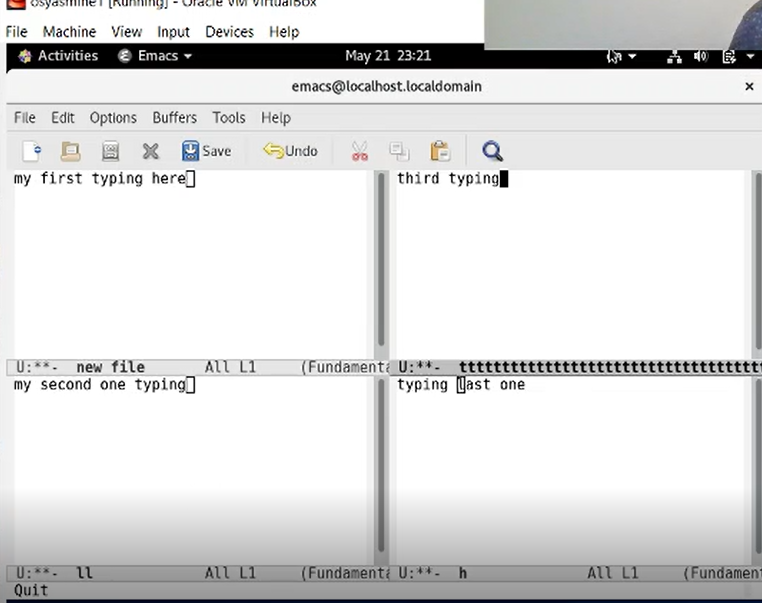 osyasmine1 [Running] - Oracle VM VirtualBox
File Machine View Input Devices Help
Activities Emacs May 21 23:21
emacs@localhost.localdomain
File Edit Options Buffers Tools Help
Save Undo
my first typing here
third typing
U:**- new file All L1 (Fundamenta
U:**-
my second one typing
typing last one
U:**- ll All L1 (Fundamenta
U:**- h All L1 (Fundamen
Quit